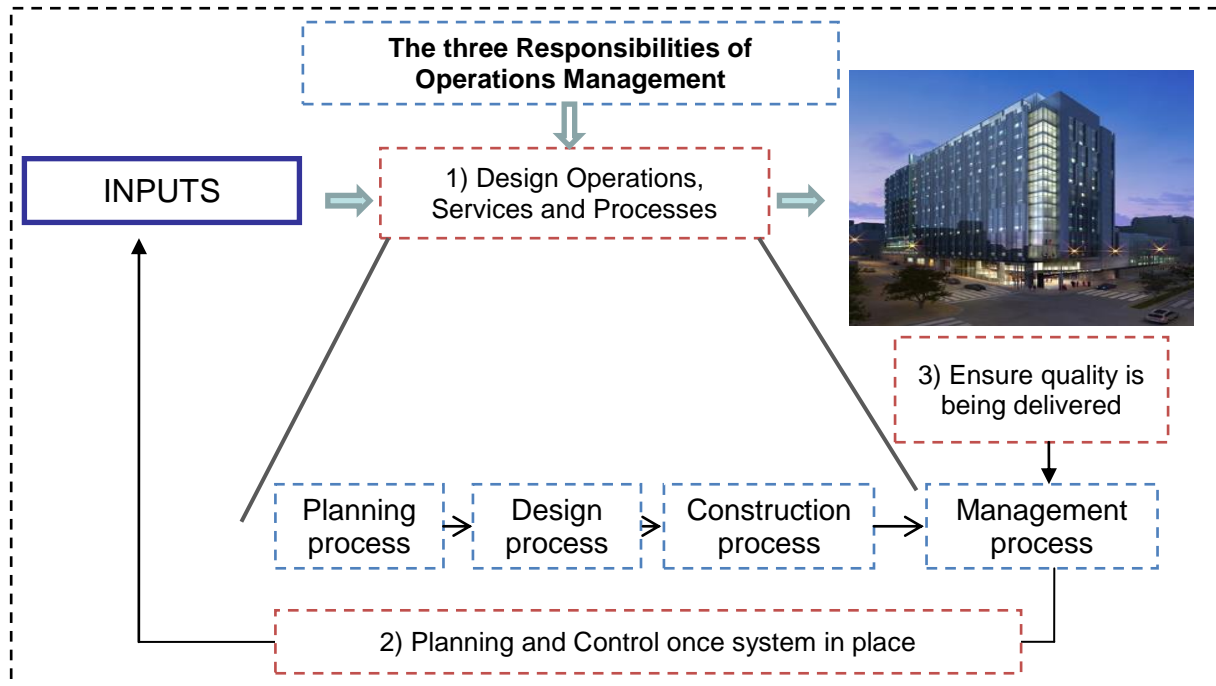 The three Responsibilities of
Operations Management
INPUTS
1) Design Operations,
Services and Processes
3) Ensure quality is
being delivered
Planning
process
Design
process
Construction
process
Management
process
2) Planning and Control once system in place